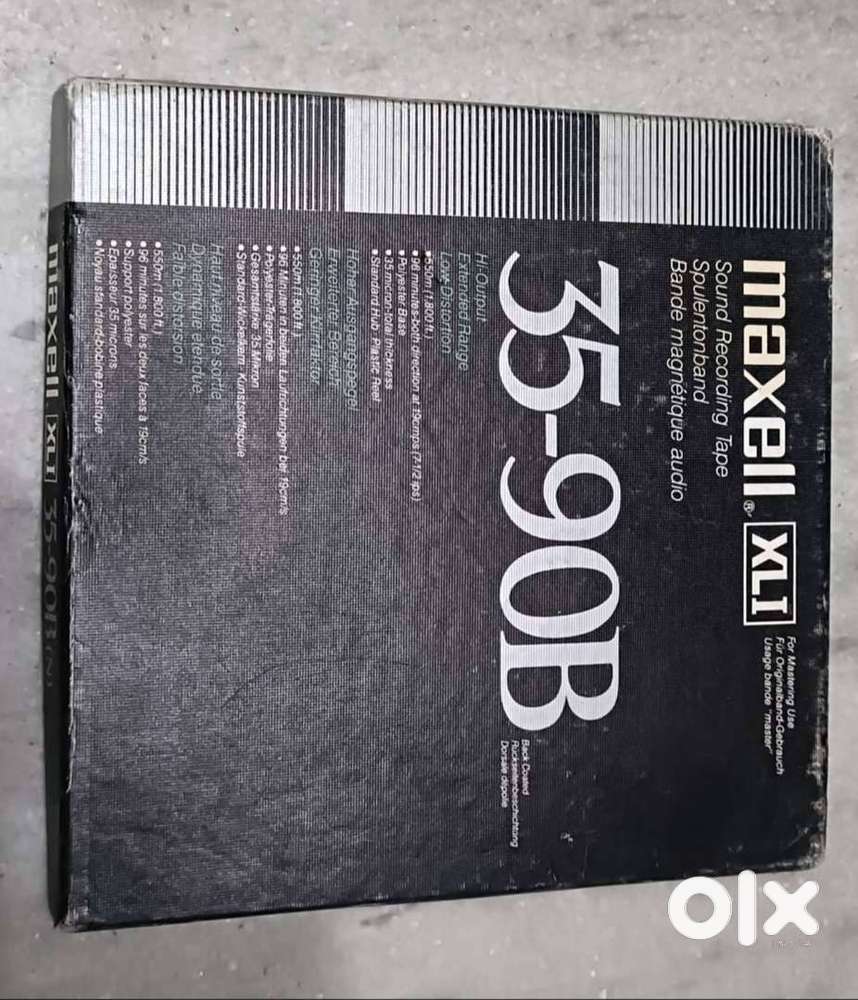 maxell® XLI
For Mastering Use
Für Originalband-Gebrauch
Usage bande "master"
Sound Recording Tape
Spulentonband
Bande magnétique audio
35-90B
Back Coated
Rückseitenbeschichtung
Dorsale dépolie
Hi-Output
Extended Range
Low Distortion
•550m (1,800 ft.)
•96 minutes-both direction at 19cmps (7-1/2 ips)
•Polyester Base
•35 micron-total thickness
•Standard Hub Plastic Reel
Hoher Ausgangspegel
Erweiterter Bereich
Geringer Klirrfaktor
•550m (1,800 ft.)
•96 Minuten in beiden Laufrichtungen bei 19cm/s
•Polyester-Trägerfolie
•Gesamtstärke 35 Mikron
•Standard-Wickelkern Kunststoffspule
Haut niveau de sortie
Dynamique étendue
Faible distorsion
•550m (1,800 ft.)
•96 minutes sur les deux faces à 19cm/s
•Support polyester
•Epaisseur 35 microns
•Noyau standard-bobine plastique
maxell XLI 35-90B(N)
olx